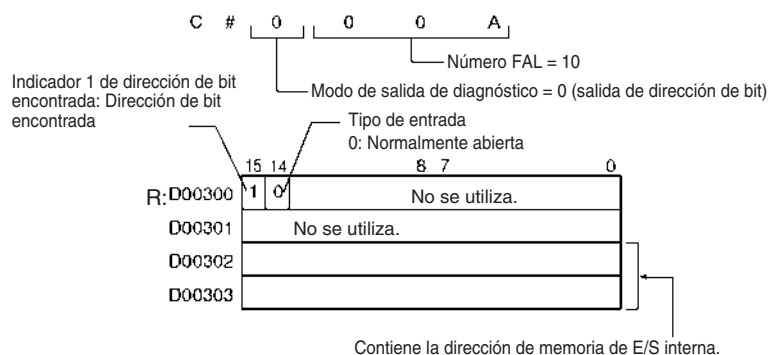 C # 0 0 0 A
Número FAL = 10
Modo de salida de diagnóstico = 0 (salida de dirección de bit)
Indicador 1 de dirección de bit
encontrada: Dirección de bit
encontrada
Tipo de entrada
0: Normalmente abierta
15 14 8 7 0
R: D00300 1 0 No se utiliza.
D00301 No se utiliza.
D00302
D00303
Contiene la dirección de memoria de E/S interna.